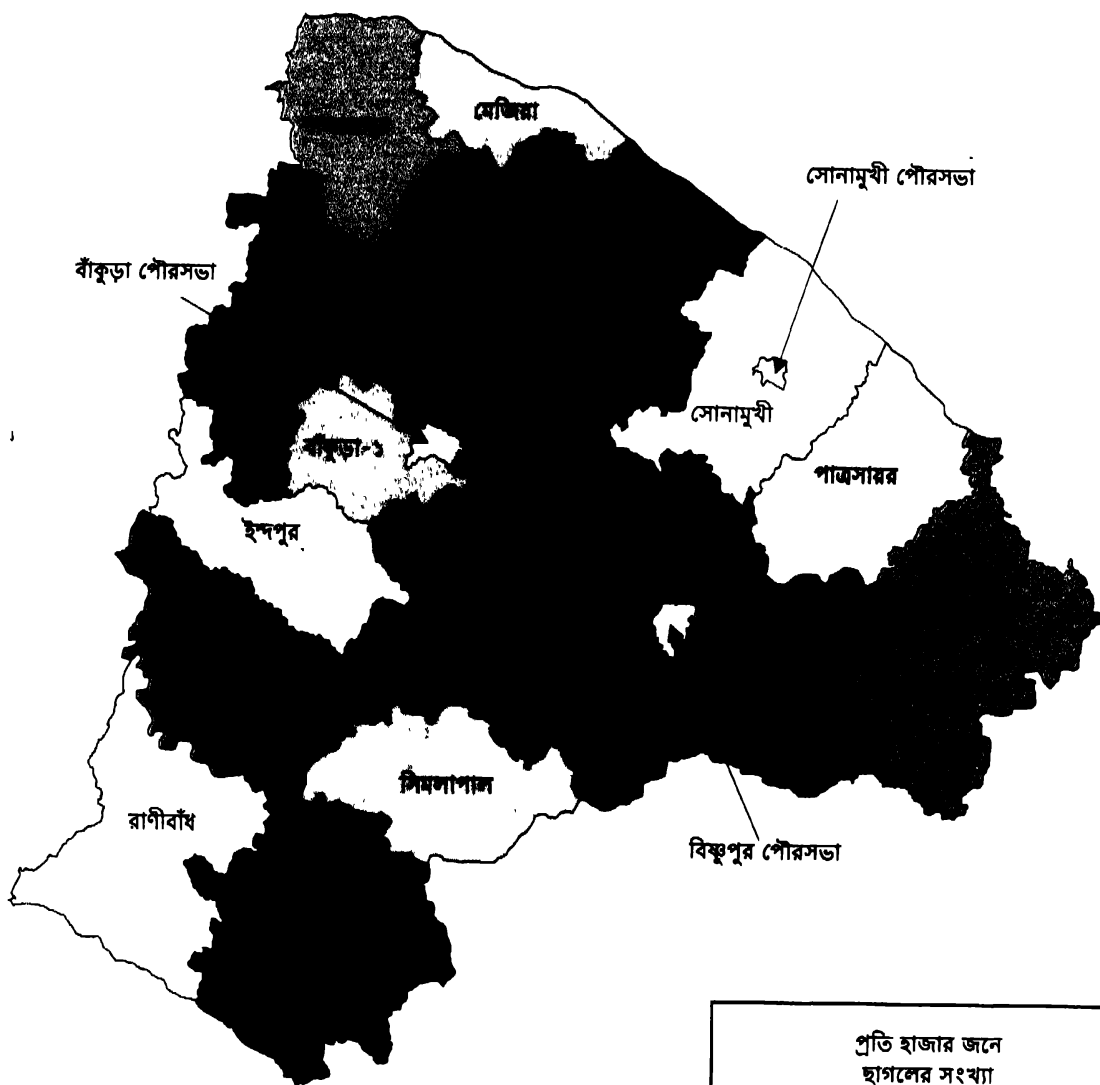 মেজিয়া
সোনামুখী পৌরসভা
বাঁকুড়া পৌরসভা
সোনামুখী
বাঁকুড়া-১
পাত্রসায়র
ইন্দপুর
সিমলাপাল
রাণীবাঁধ
বিষ্ণুপুর পৌরসভা
প্রতি হাজার জনে
ছাগলের সংখ্যা